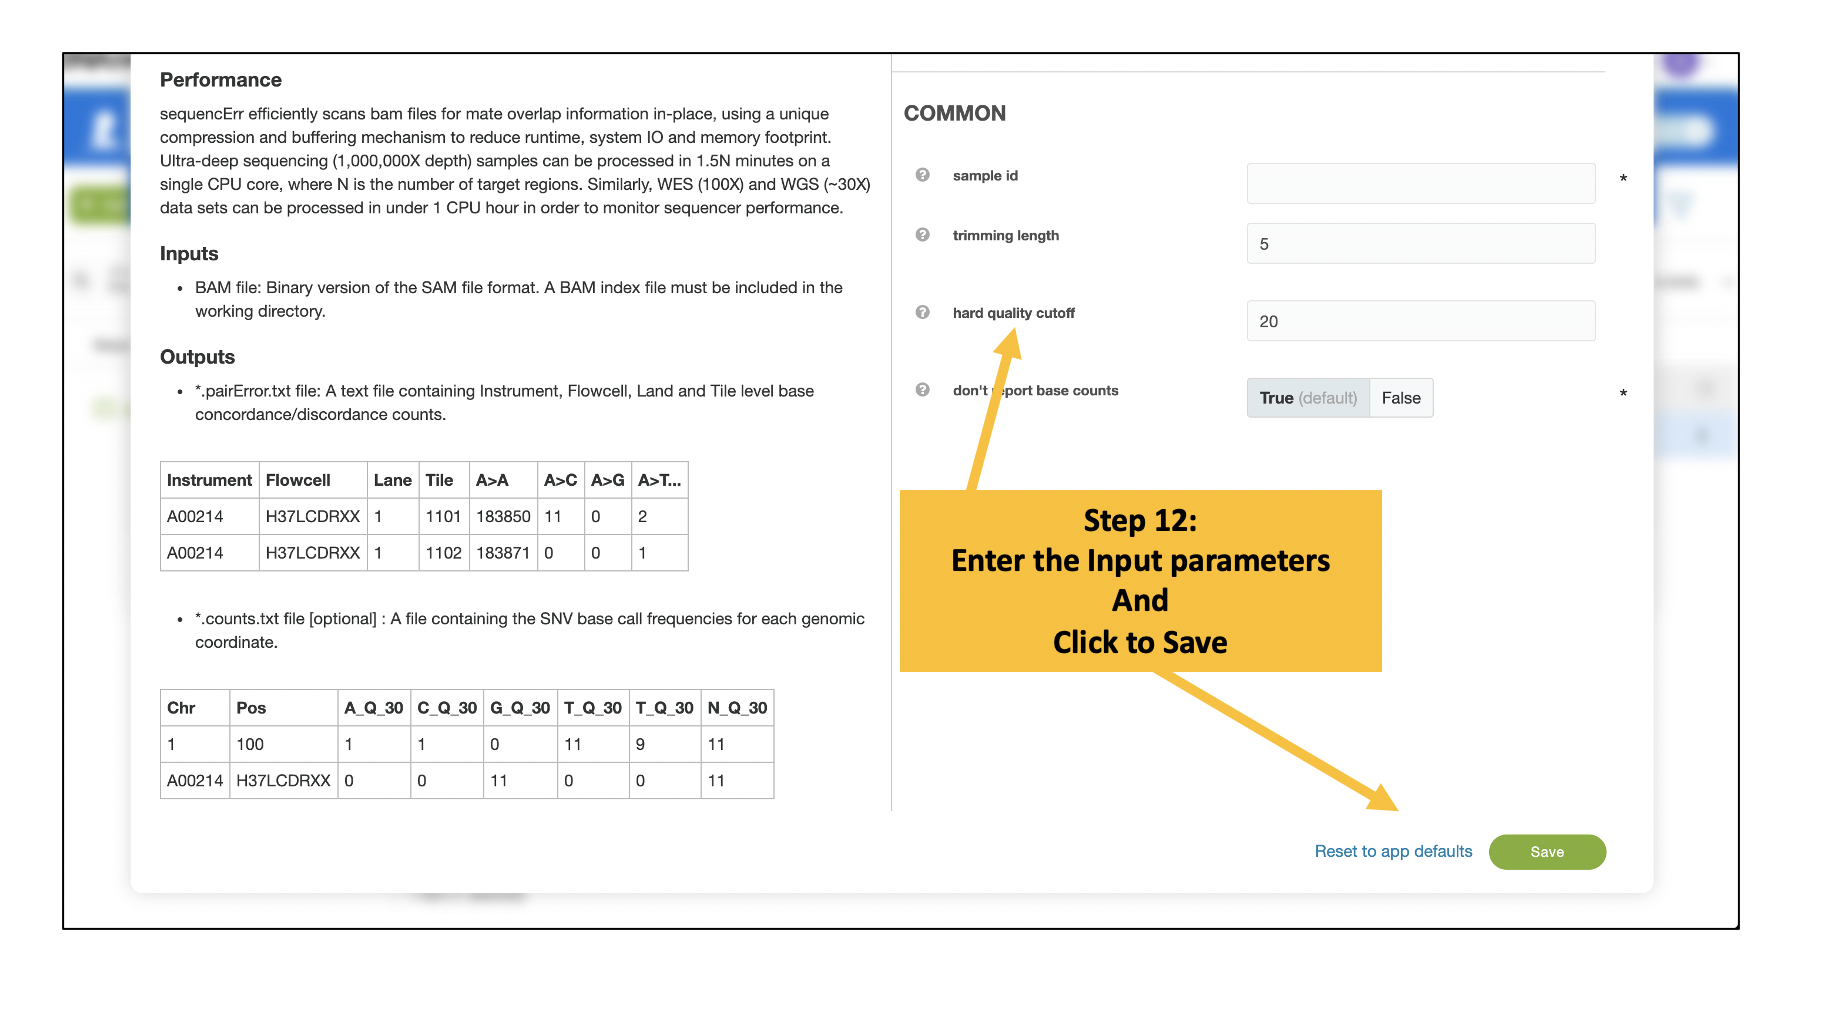 Performance
sequencErr efficiently scans bam files for mate overlap information in-place, using a unique
compression and buffering mechanism to reduce runtime, system IO and memory footprint.
Ultra-deep sequencing (1,000,000X depth) samples can be processed in 1.5N minutes on a
single CPU core, where N is the number of target regions. Similarly, WES (100X) and WGS (~30X)
data sets can be processed in under 1 CPU hour in order to monitor sequencer performance.
Inputs
• BAM file: Binary version of the SAM file format. A BAM index file must be included in the
working directory.
Outputs
• *.pairError.txt file: A text file containing Instrument, Flowcell, Land and Tile level base
concordance/discordance counts.
Instrument Flowcell Lane Tile A>A A>C A>G A>T...
A00214 H37LCDRXX 1 1101 183850 11 0 2
A00214 H37LCDRXX 1 1102 183871 0 0 1
• *.counts.txt file [optional] : A file containing the SNV base call frequencies for each genomic
coordinate.
Chr Pos A_Q_30 C_Q_30 G_Q_30 T_Q_30 T_Q_30 N_Q_30
1 100 1 1 0 11 9 11
A00214 H37LCDRXX 0 0 11 0 0 11
COMMON
sample id *
trimming length 5
hard quality cutoff 20
don't report base counts True (default) False *
Step 12:
Enter the Input parameters
And
Click to Save
Reset to app defaults Save